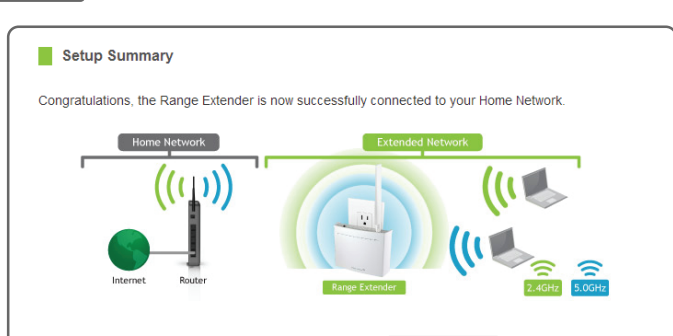 Setup Summary
Congratulations, the Range Extender is now successfully connected to your Home Network.
Home Network
Extended Network
Internet
Router
Range Extender
2.4GHz
5.0GHz